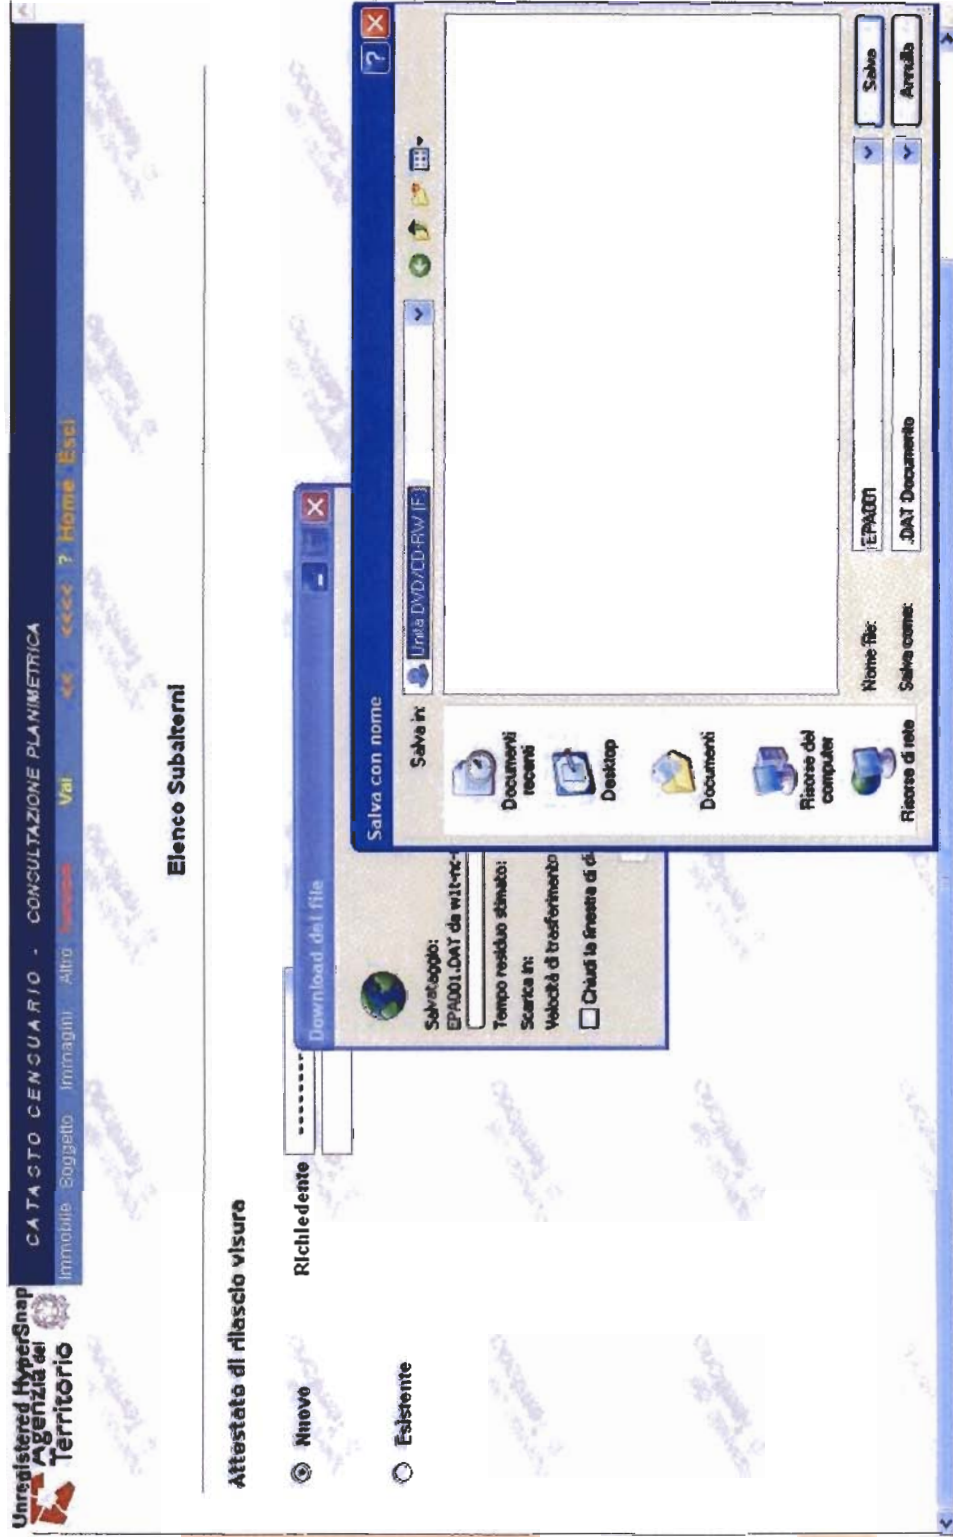 Unregistered HyperSnap
Agenzia del
Territorio
CATASTO CENSUARIO - CONSULTAZIONE PLANIMETRICA
Immobile Soggetto Immagini Altro Vai << <<<< ? Home Esci
Elenco Subalterni
Attestato di rilascio visura
Nuovo
Richiedente
--------
Esistente
Download del file
Salvataggio:
EPA001.DAT da w1t-nc-
Tempo residuo stimato:
Scarica in:
Velocità di trasferimento
Chiudi la finestra di d
Salva con nome
Salva in:
Unità DVD/CD-RW (E
Documenti
recenti
Desktop
Documenti
Risorse del
computer
Risorse di rete
Nome file:
EPA001
Salva
Salva come:
.DAT Documento
Annulla